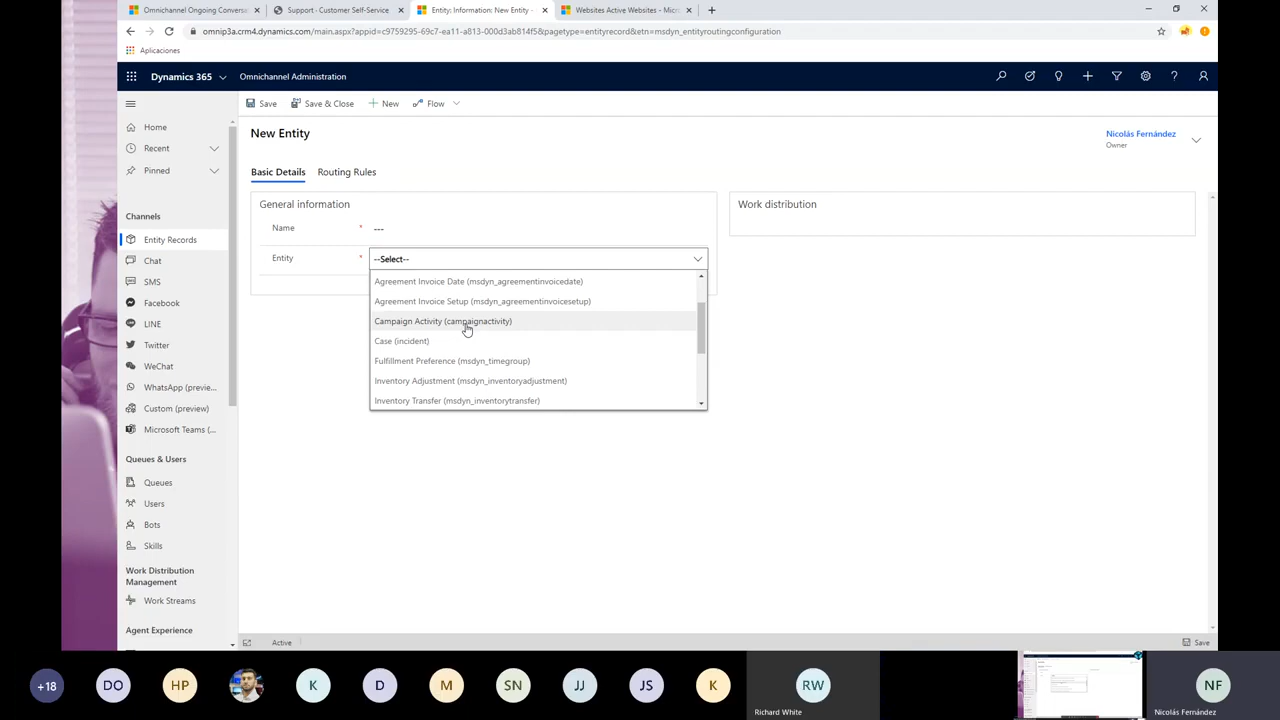 Omnichannel Ongoing Conversa
Support · Customer Self-Service
Entity: Information: New Entity -
Websites Active Websites - Micro
omnip3a.crm4.dynamics.com/main.aspx?appid=c9759295-69c7-ea11-a813-000d3ab814f5&pagetype=entityrecord&etn=msdyn_entityroutingconfiguration
Aplicaciones
Dynamics 365
Omnichannel Administration
Save
Save & Close
New
Flow
Home
Recent
Pinned
Channels
Entity Records
Chat
SMS
Facebook
LINE
Twitter
WeChat
WhatsApp (previe...
Custom (preview)
Microsoft Teams (...
Queues & Users
Queues
Users
Bots
Skills
Work Distribution
Management
Work Streams
Agent Experience
New Entity
Nicolás Fernández
Owner
Basic Details
Routing Rules
General information
Name * ---
Entity * --Select--
Agreement Invoice Date (msdyn_agreementinvoicedate)
Agreement Invoice Setup (msdyn_agreementinvoicesetup)
Campaign Activity (campaignactivity)
Case (incident)
Fulfillment Preference (msdyn_timegroup)
Inventory Adjustment (msdyn_inventoryadjustment)
Inventory Transfer (msdyn_inventorytransfer)
Work distribution
Active
Save
+18
DO
HP
K
D
M
SN
JJ
JS
K
RW
Richard White
NF
Nicolás Fernández